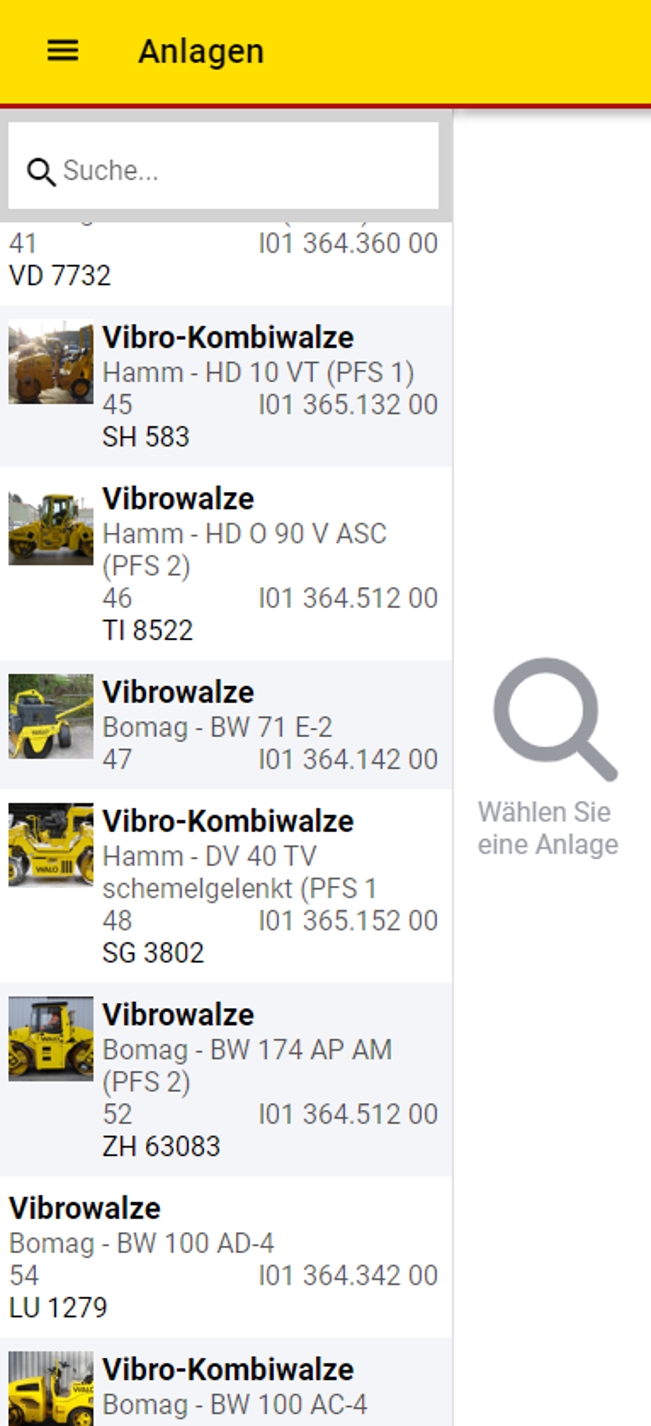 Anlagen
Suche...
41 I01 364.360 00
VD 7732
Vibro-Kombiwalze
Hamm - HD 10 VT (PFS 1)
45 I01 365.132 00
SH 583
Vibrowalze
Hamm - HD O 90 V ASC
(PFS 2)
46 I01 364.512 00
TI 8522
Vibrowalze
Bomag - BW 71 E-2
47 I01 364.142 00
Wählen Sie
eine Anlage
Vibro-Kombiwalze
Hamm - DV 40 TV
schemelgelenkt (PFS 1
48 I01 365.152 00
SG 3802
WALO
Vibrowalze
Bomag - BW 174 AP AM
(PFS 2)
52 I01 364.512 00
ZH 63083
WALO
Vibrowalze
Bomag - BW 100 AD-4
54 I01 364.342 00
LU 1279
Vibro-Kombiwalze
Bomag - BW 100 AC-4
WALO